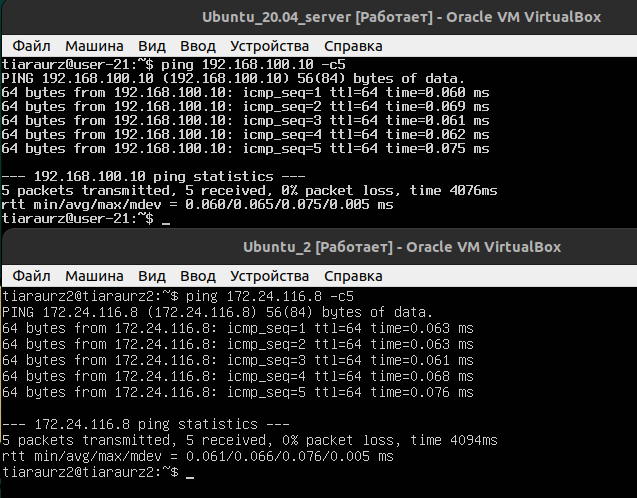 Ubuntu_20.04_server [Работает] - Oracle VM VirtualBox
Файл Машина Вид Ввод Устройства Справка
tiaraurz@user-21:~$ ping 192.168.100.10 -c5
PING 192.168.100.10 (192.168.100.10) 56(84) bytes of data.
64 bytes from 192.168.100.10: icmp_seq=1 ttl=64 time=0.060 ms
64 bytes from 192.168.100.10: icmp_seq=2 ttl=64 time=0.069 ms
64 bytes from 192.168.100.10: icmp_seq=3 ttl=64 time=0.061 ms
64 bytes from 192.168.100.10: icmp_seq=4 ttl=64 time=0.062 ms
64 bytes from 192.168.100.10: icmp_seq=5 ttl=64 time=0.075 ms
--- 192.168.100.10 ping statistics ---
5 packets transmitted, 5 received, 0% packet loss, time 4076ms
rtt min/avg/max/mdev = 0.060/0.065/0.075/0.005 ms
tiaraurz@user-21:~$ _
Ubuntu_2 [Работает] - Oracle VM VirtualBox
Файл Машина Вид Ввод Устройства Справка
tiaraurz2@tiaraurz2:~$ ping 172.24.116.8 -c5
PING 172.24.116.8 (172.24.116.8) 56(84) bytes of data.
64 bytes from 172.24.116.8: icmp_seq=1 ttl=64 time=0.063 ms
64 bytes from 172.24.116.8: icmp_seq=2 ttl=64 time=0.063 ms
64 bytes from 172.24.116.8: icmp_seq=3 ttl=64 time=0.061 ms
64 bytes from 172.24.116.8: icmp_seq=4 ttl=64 time=0.068 ms
64 bytes from 172.24.116.8: icmp_seq=5 ttl=64 time=0.076 ms
--- 172.24.116.8 ping statistics ---
5 packets transmitted, 5 received, 0% packet loss, time 4094ms
rtt min/avg/max/mdev = 0.061/0.066/0.076/0.005 ms
tiaraurz2@tiaraurz2:~$ _